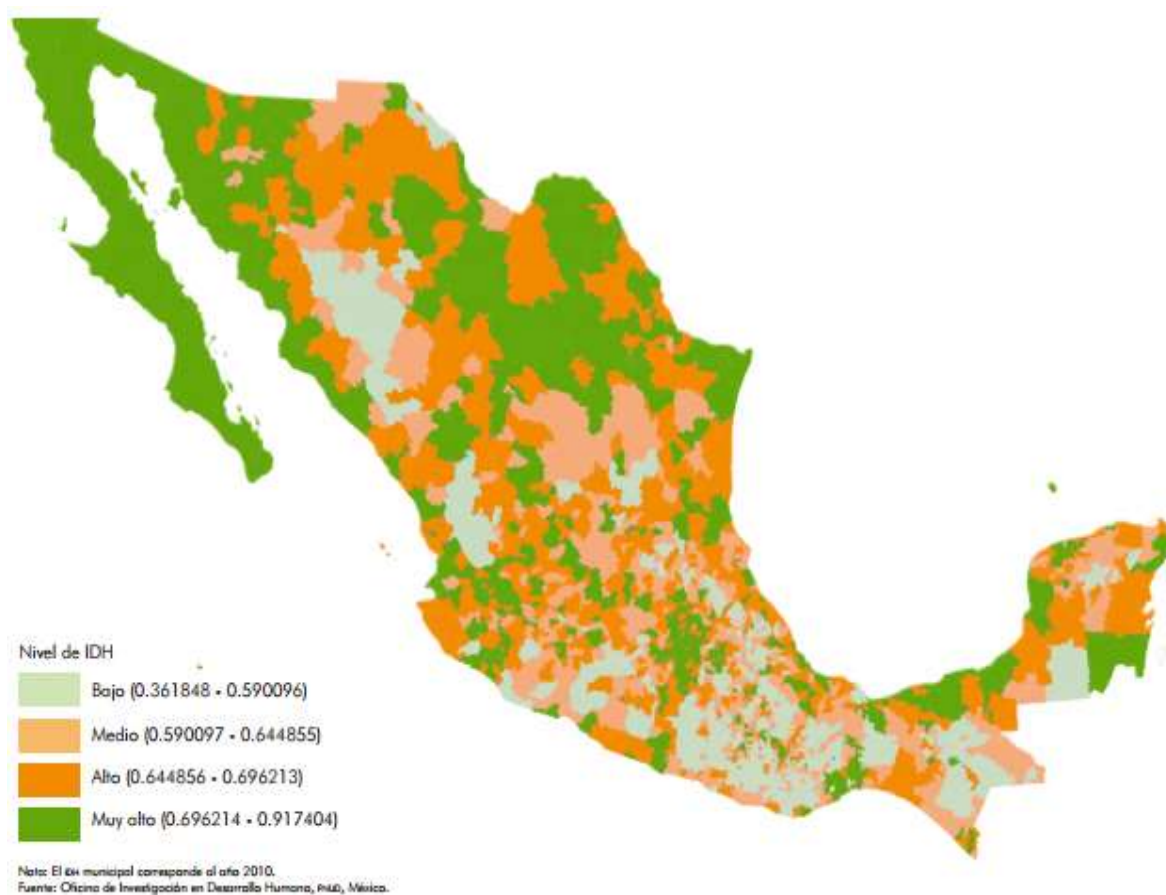 Nivel de IDH
Bajo (0.361848 - 0.590096)
Medio (0.590097 - 0.644855)
Alto (0.644856 - 0.696213)
Muy alto (0.696214 - 0.917404)
Nota: El IDH municipal corresponde al año 2010.
Fuente: Oficina de Investigación en Desarrollo Humano, PNUD, México.